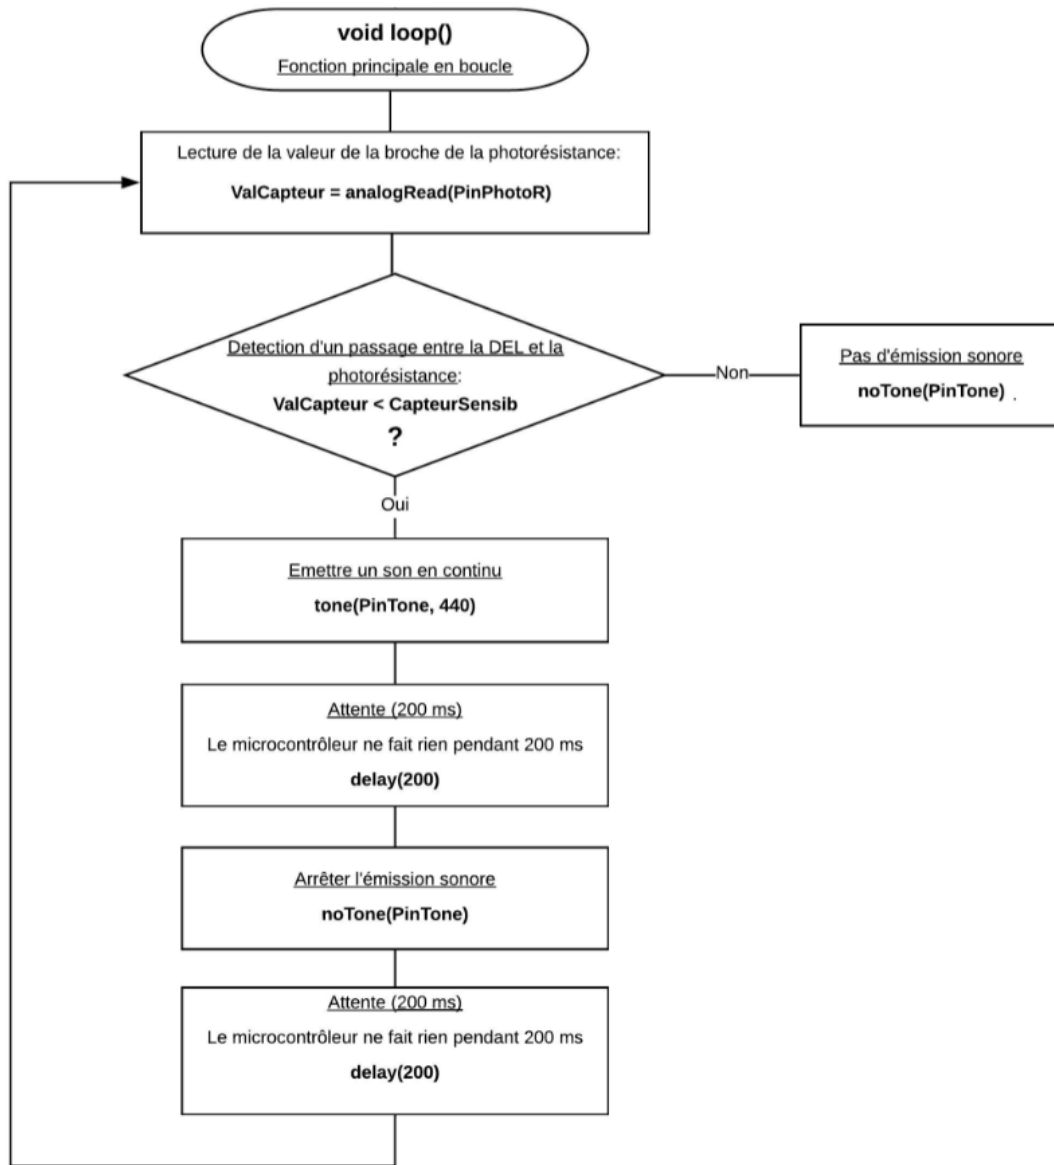 void loop()
Fonction principale en boucle
Lecture de la valeur de la broche de la photorésistance:
ValCapteur = analogRead(PinPhotoR)
Detection d'un passage entre la DEL et la
photorésistance:
ValCapteur < CapteurSensib
?
Non
Pas d'émission sonore
noTone(PinTone) .
Oui
Emettre un son en continu
tone(PinTone, 440)
Attente (200 ms)
Le microcontrôleur ne fait rien pendant 200 ms
delay(200)
Arrêter l'émission sonore
noTone(PinTone)
Attente (200 ms)
Le microcontrôleur ne fait rien pendant 200 ms
delay(200)